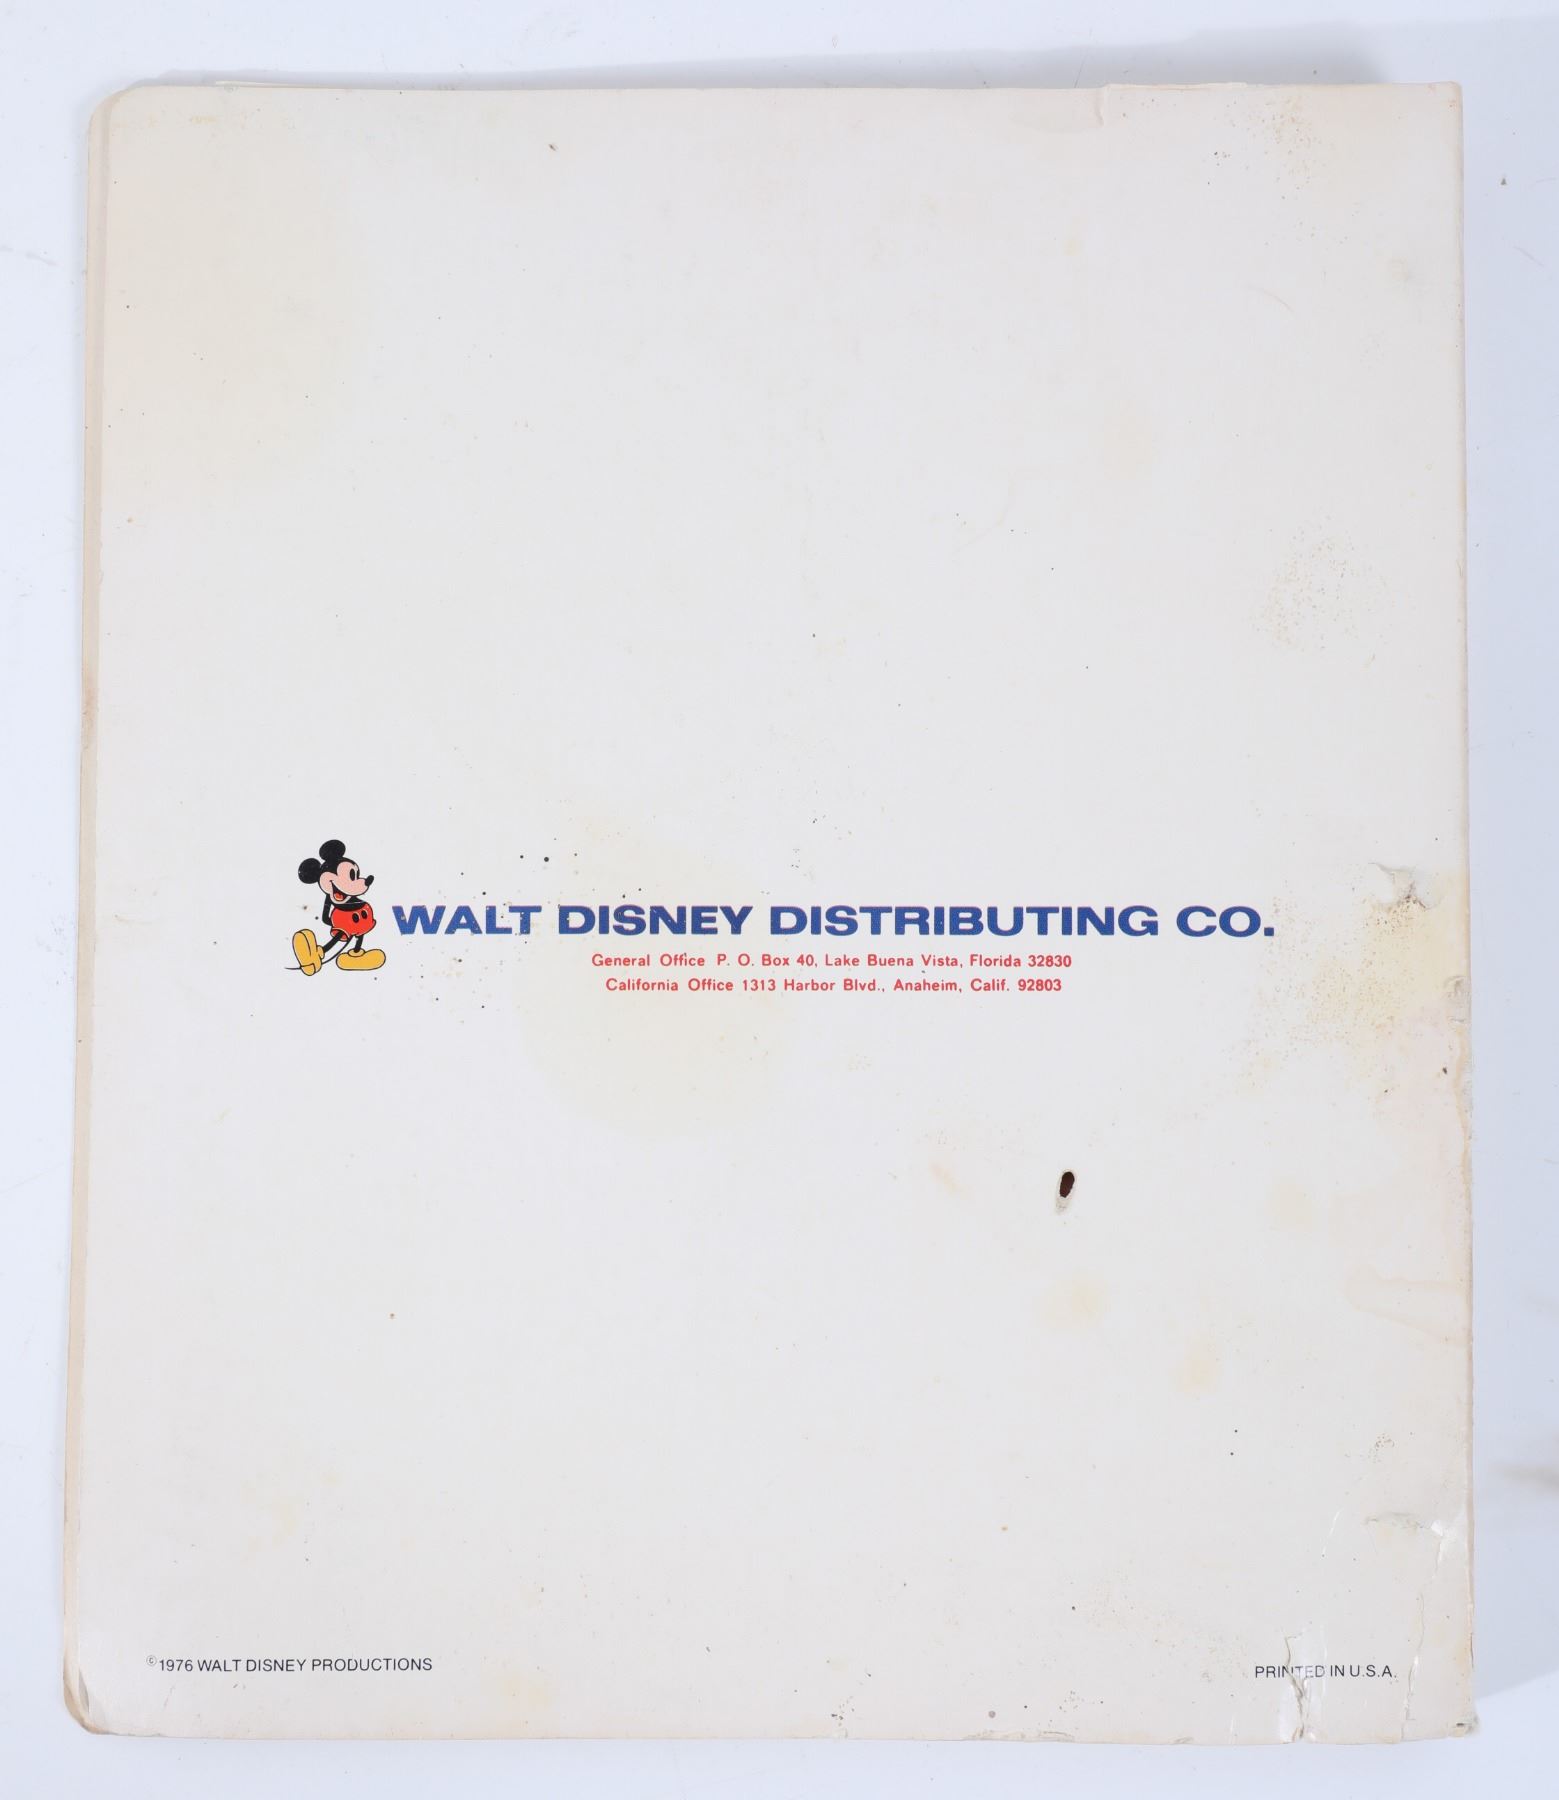 WALT DISNEY DISTRIBUTING CO.
General Office P. O. Box 40, Lake Buena Vista, Florida 32830
California Office 1313 Harbor Blvd., Anaheim, Calif. 92803
©1976 WALT DISNEY PRODUCTIONS
PRINTED IN U.S.A.